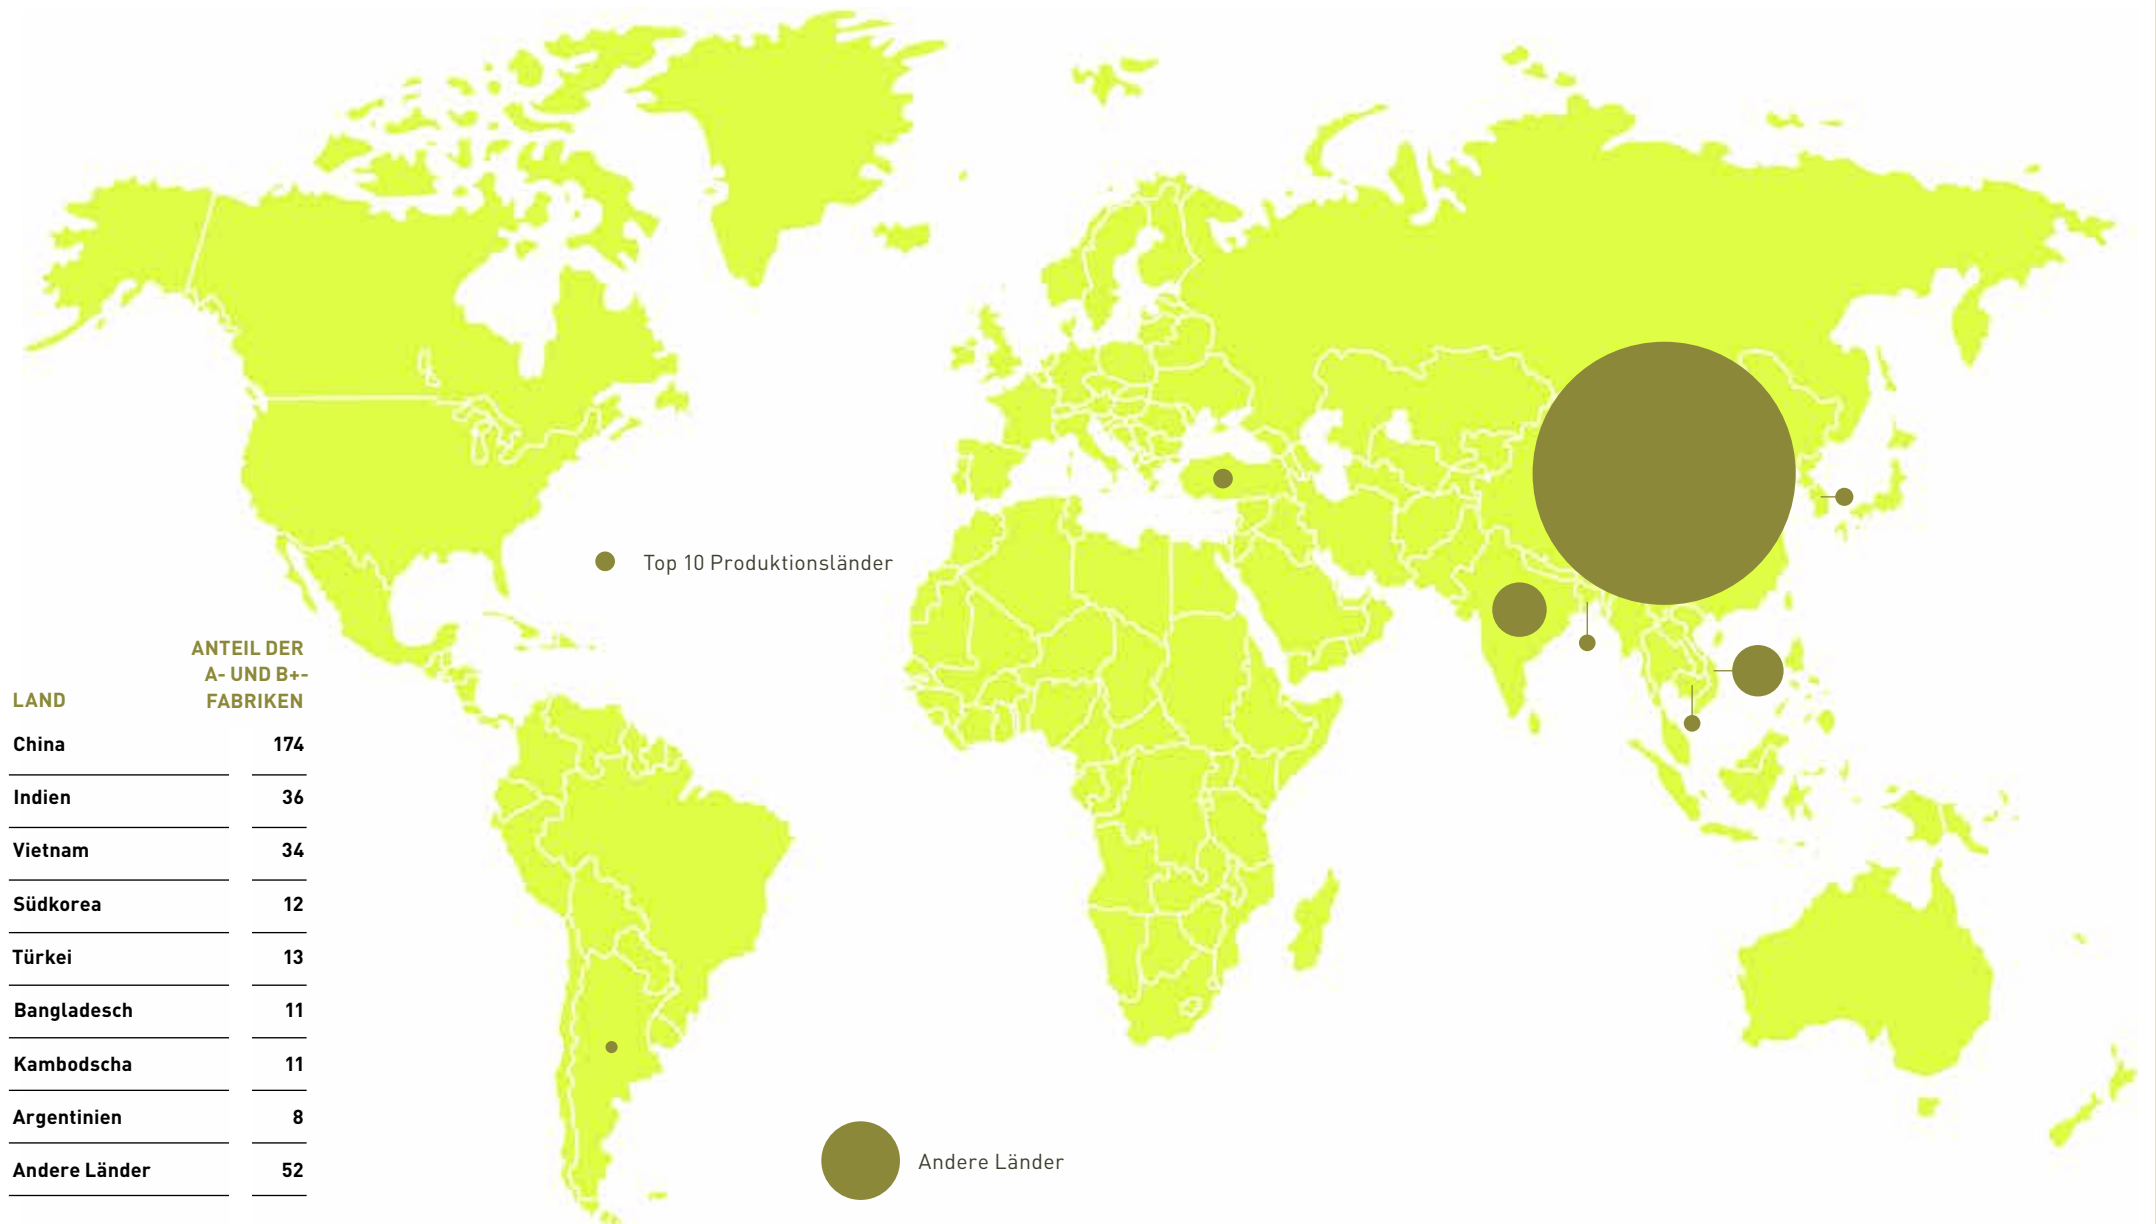 Top 10 Produktionsländer
ANTEIL DER
A- UND B+-
LAND FABRIKEN
China 174
Indien 36
Vietnam 34
Südkorea 12
Türkei 13
Bangladesch 11
Kambodscha 11
Argentinien 8
Andere Länder 52
Andere Länder